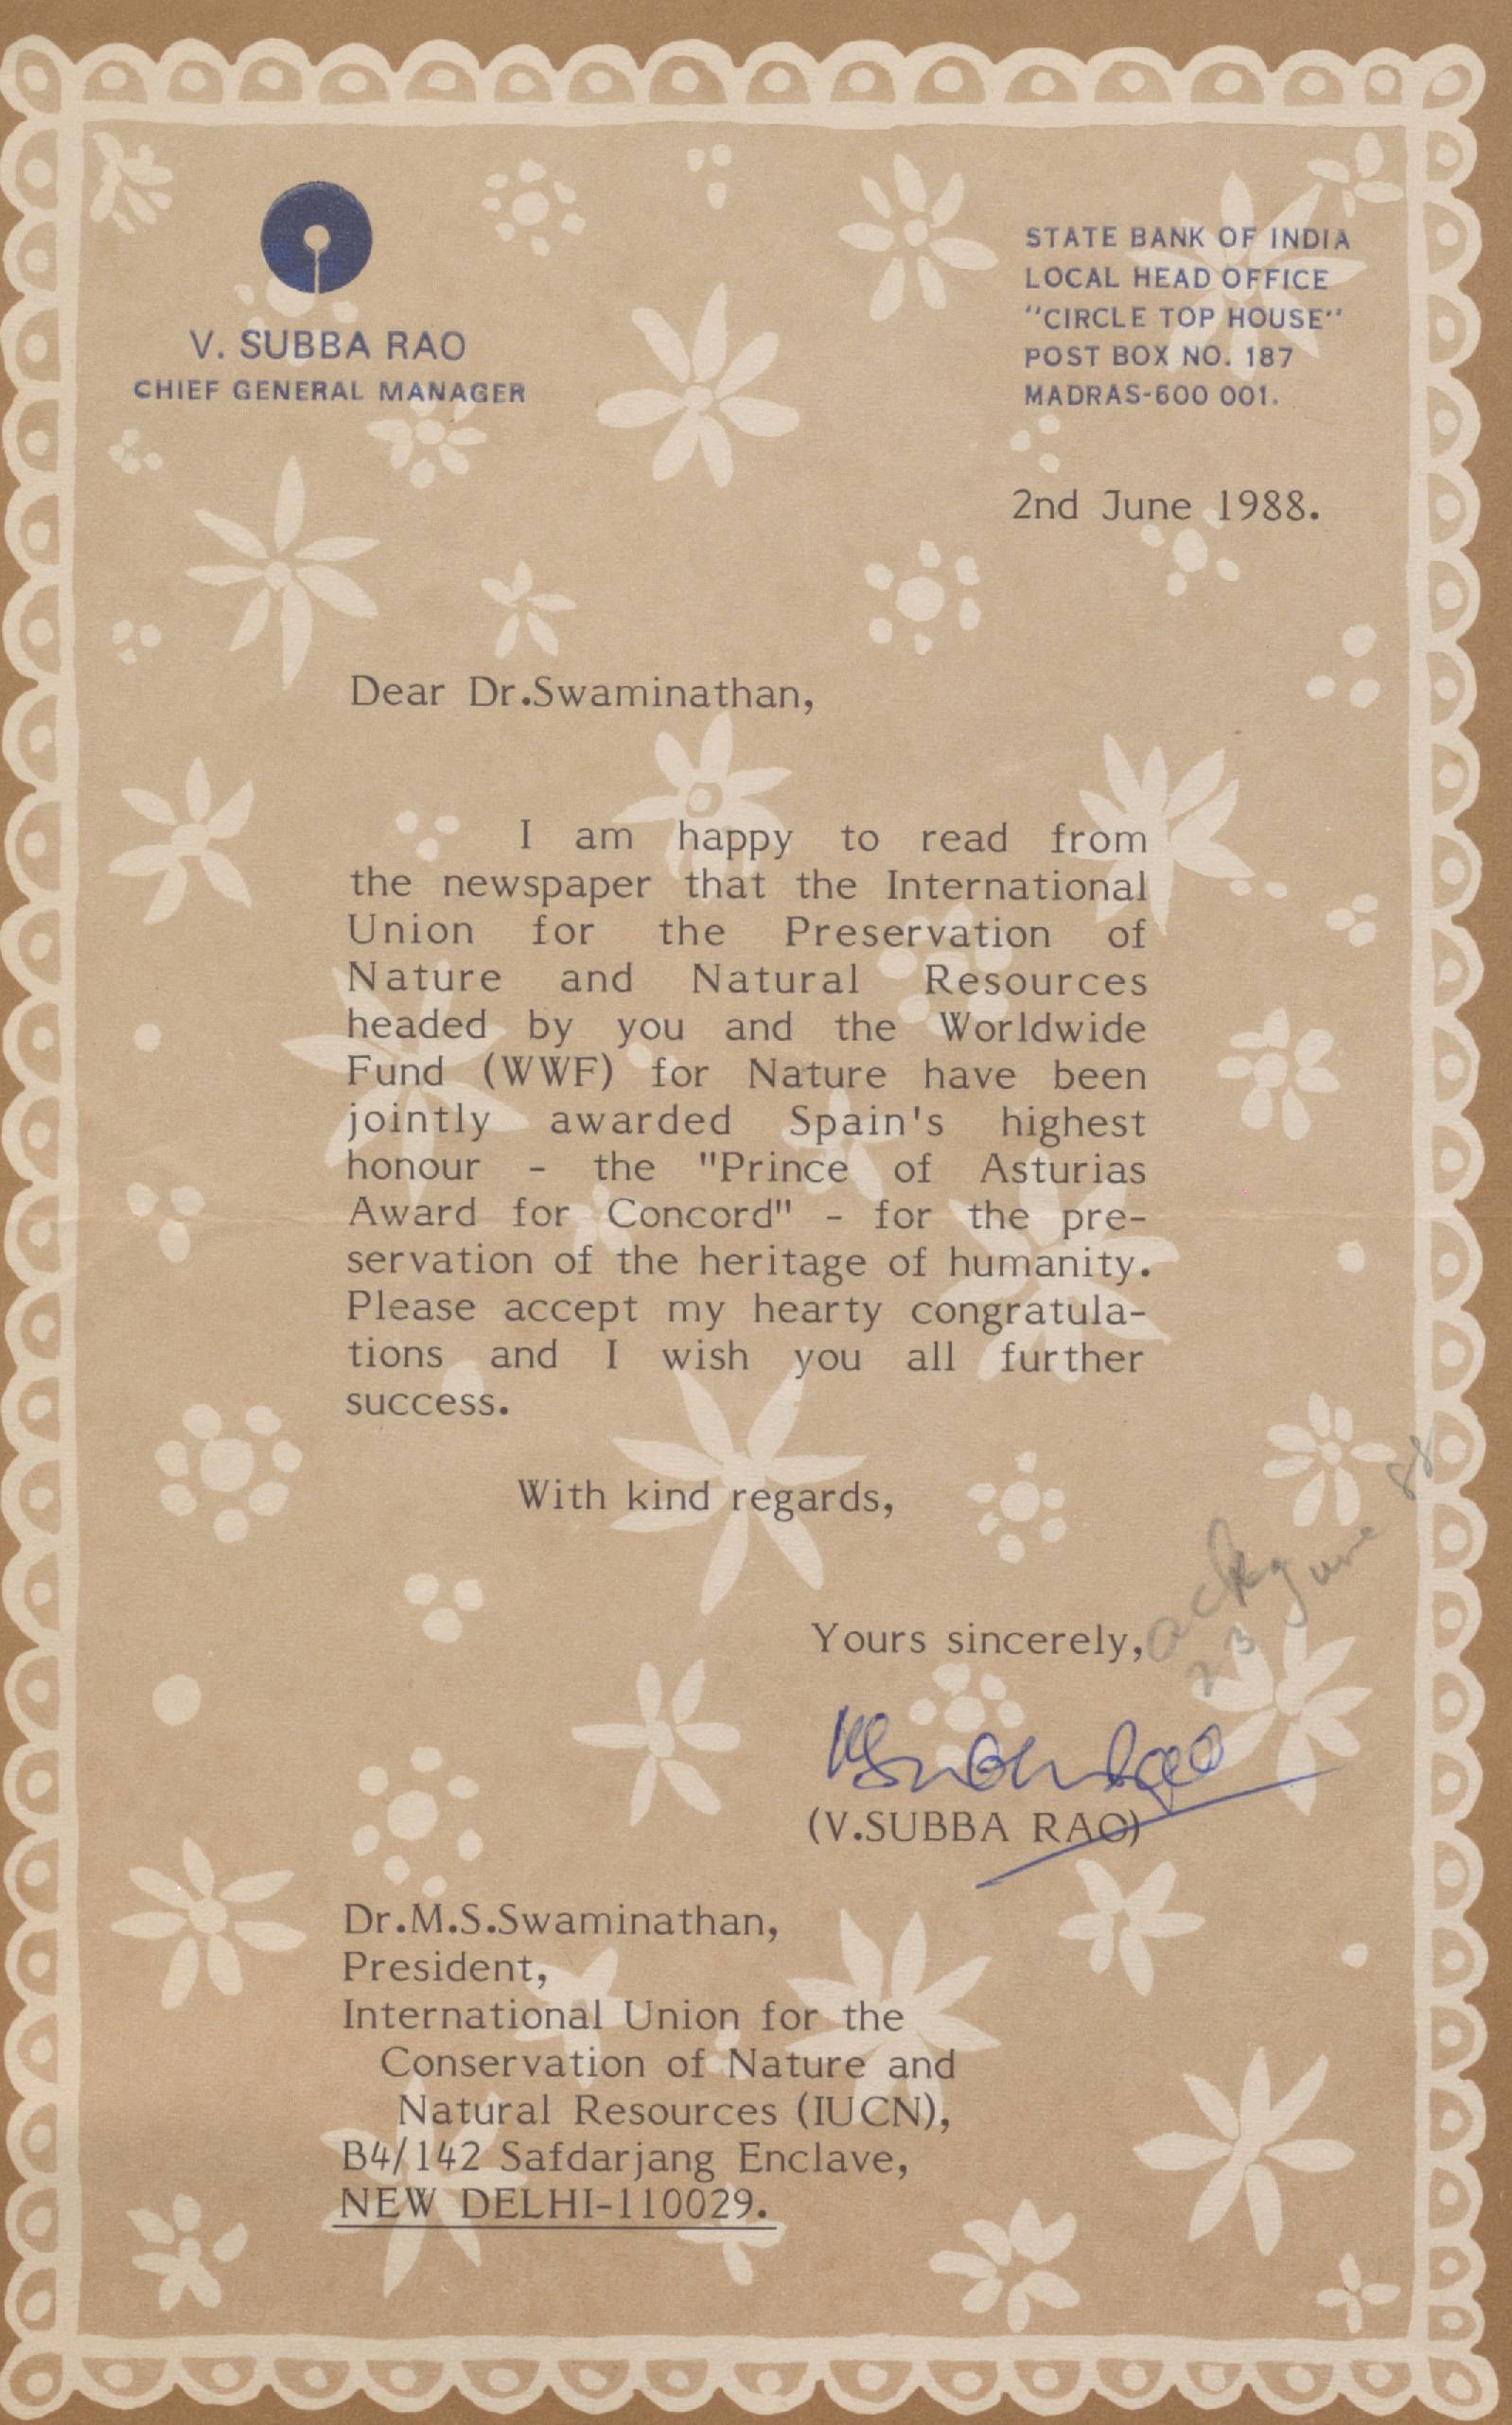 V. SUBBA RAO
CHIEF GENERAL MANAGER
STATE BANK OF INDIA
LOCAL HEAD OFFICE
"CIRCLE TOP HOUSE"
POST BOX NO. 187
MADRAS-600 001.
2nd June 1988.
Dear Dr.Swaminathan,
I am happy to read from
the newspaper that the International
Union for the Preservation of
Nature and Natural Resources
headed by you and the Worldwide
Fund (WWF) for Nature have been
jointly awarded Spain's highest
honour - the "Prince of Asturias
Award for Concord" - for the pre-
servation of the heritage of humanity.
Please accept my hearty congratula-
tions and I wish you all further
success.
With kind regards,
Yours sincerely,
23 June 88
(V.SUBBA RAO)
Dr.M.S.Swaminathan,
President,
International Union for the
Conservation of Nature and
Natural Resources (IUCN),
B4/142 Safdarjang Enclave,
NEW DELHI-110029.